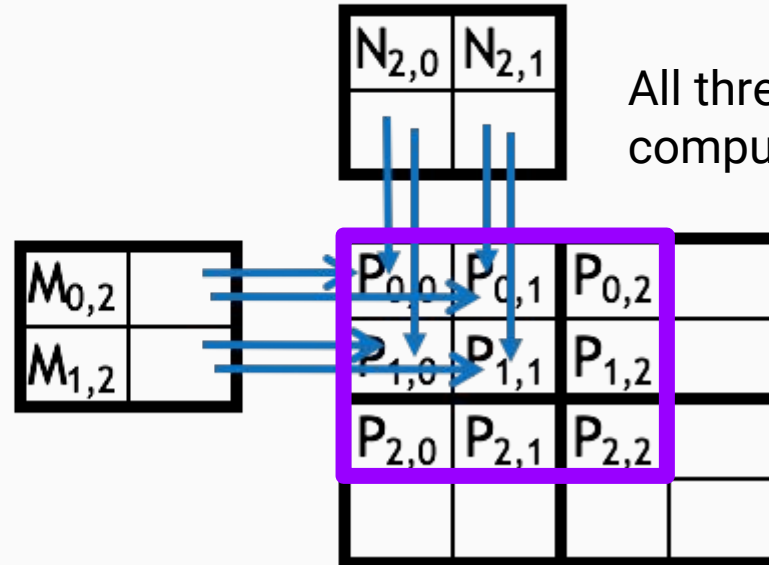 N2,0 N2,1
All thre
compu
M0,2
M1,2
P0,0 P0,1 P0,2
P1,0 P1,1 P1,2
P2,0 P2,1 P2,2